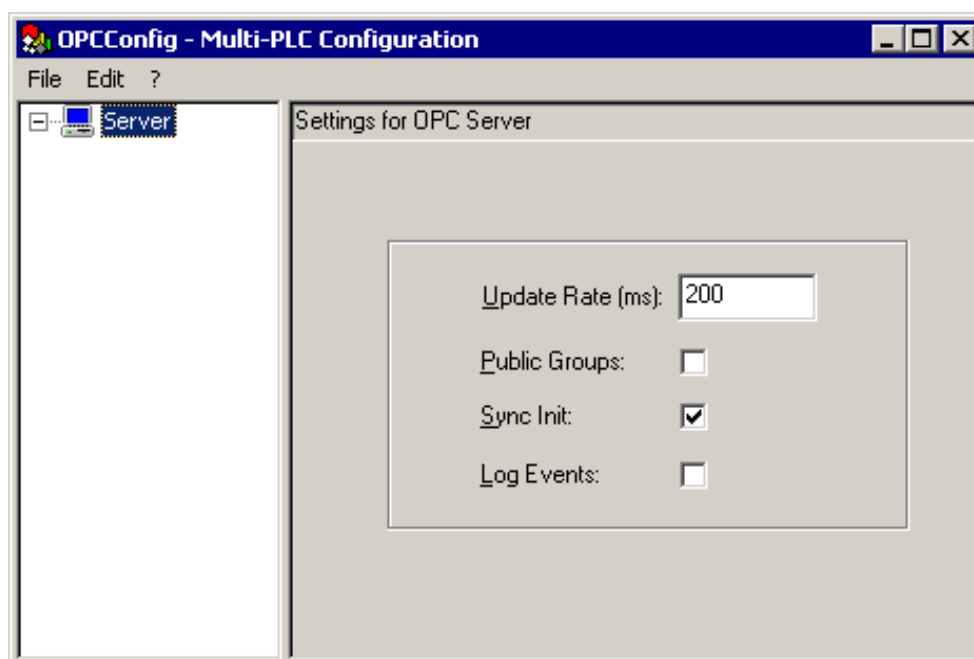 OPCConfig - Multi-PLC Configuration
File Edit ?
Server
Settings for OPC Server
Update Rate (ms): 200
Public Groups:
Sync Init:
Log Events: